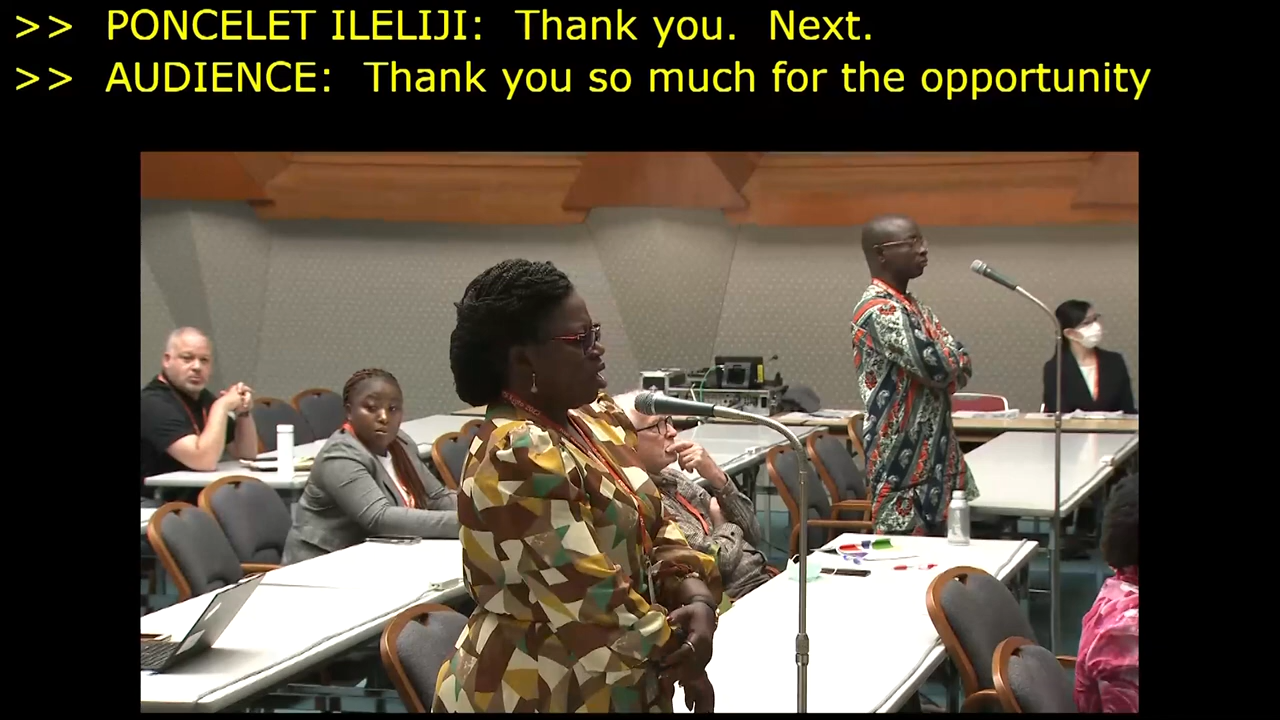 >> PONCELET ILELIJI: Thank you. Next.
>> AUDIENCE: Thank you so much for the opportunity